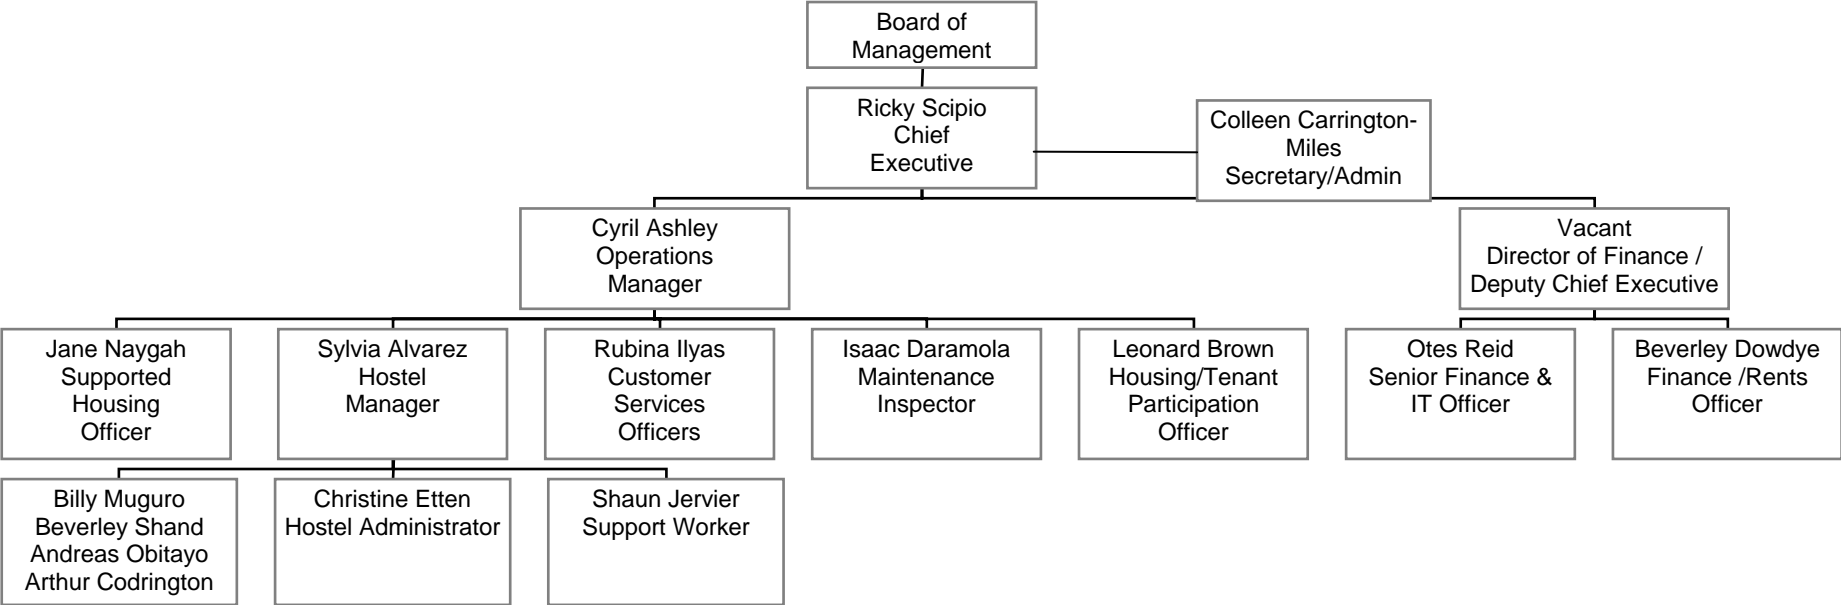 Board of
Management
Ricky Scipio
Chief
Executive
Colleen Carrington-
Miles
Secretary/Admin
Cyril Ashley
Operations
Manager
Vacant
Director of Finance /
Deputy Chief Executive
Jane Naygah
Supported
Housing
Officer
Sylvia Alvarez
Hostel
Manager
Rubina Ilyas
Customer
Services
Officers
Isaac Daramola
Maintenance
Inspector
Leonard Brown
Housing/Tenant
Participation
Officer
Otes Reid
Senior Finance &
IT Officer
Beverley Dowdye
Finance /Rents
Officer
Billy Muguro
Beverley Shand
Andreas Obitayo
Arthur Codrington
Christine Etten
Hostel Administrator
Shaun Jervier
Support Worker